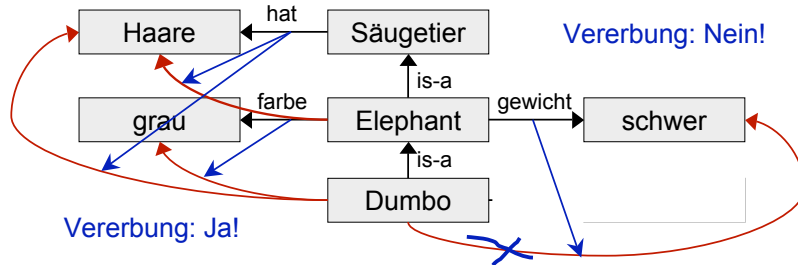 hat
Haare
Säugetier
Vererbung: Nein!
is-a
farbe
gewicht
grau
Elephant
schwer
is-a
Dumbo
Vererbung: Ja!